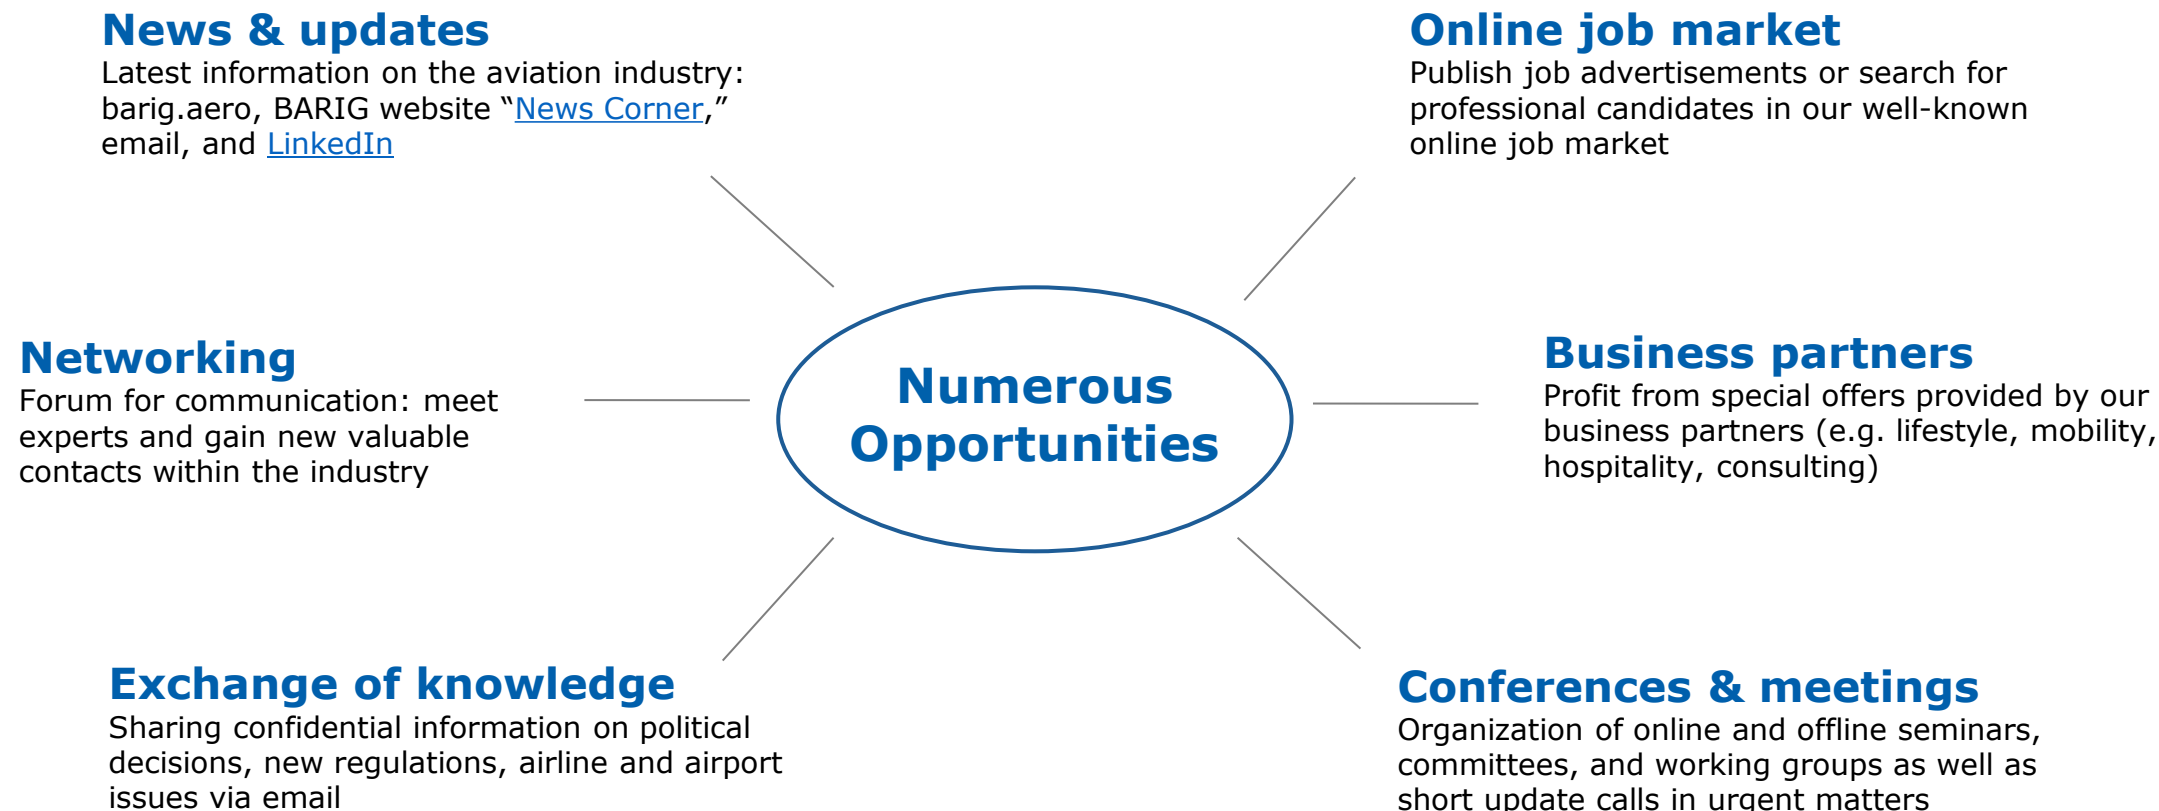 News & updates
Latest information on the aviation industry:
barig.aero, BARIG website “News Corner,”
email, and LinkedIn
Online job market
Publish job advertisements or search for
professional candidates in our well-known
online job market
Networking
Forum for communication: meet
experts and gain new valuable
contacts within the industry
Numerous
Opportunities
Business partners
Profit from special offers provided by our
business partners (e.g. lifestyle, mobility,
hospitality, consulting)
Exchange of knowledge
Sharing confidential information on political
decisions, new regulations, airline and airport
issues via email
Conferences & meetings
Organization of online and offline seminars,
committees, and working groups as well as
short update calls in urgent matters